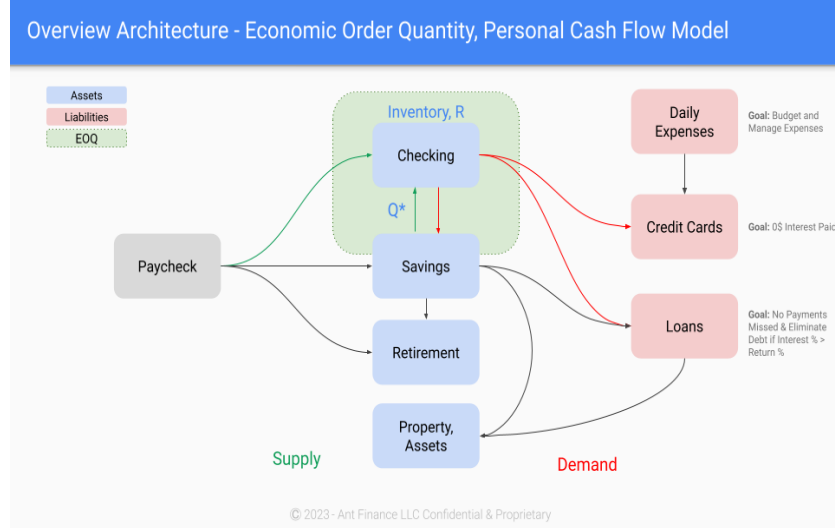 Overview Architecture - Economic Order Quantity, Personal Cash Flow Model
Assets
Liabilities
EOQ
Inventory, R
Checking
Q*
Savings
Paycheck
Retirement
Property,
Assets
Daily
Expenses
Goal: Budget and
Manage Expenses
Credit Cards
Goal: 0$ Interest Paid
Loans
Goal: No Payments
Missed & Eliminate
Debt if Interest % >
Return %
Supply
Demand
© 2023 - Ant Finance LLC Confidential & Proprietary